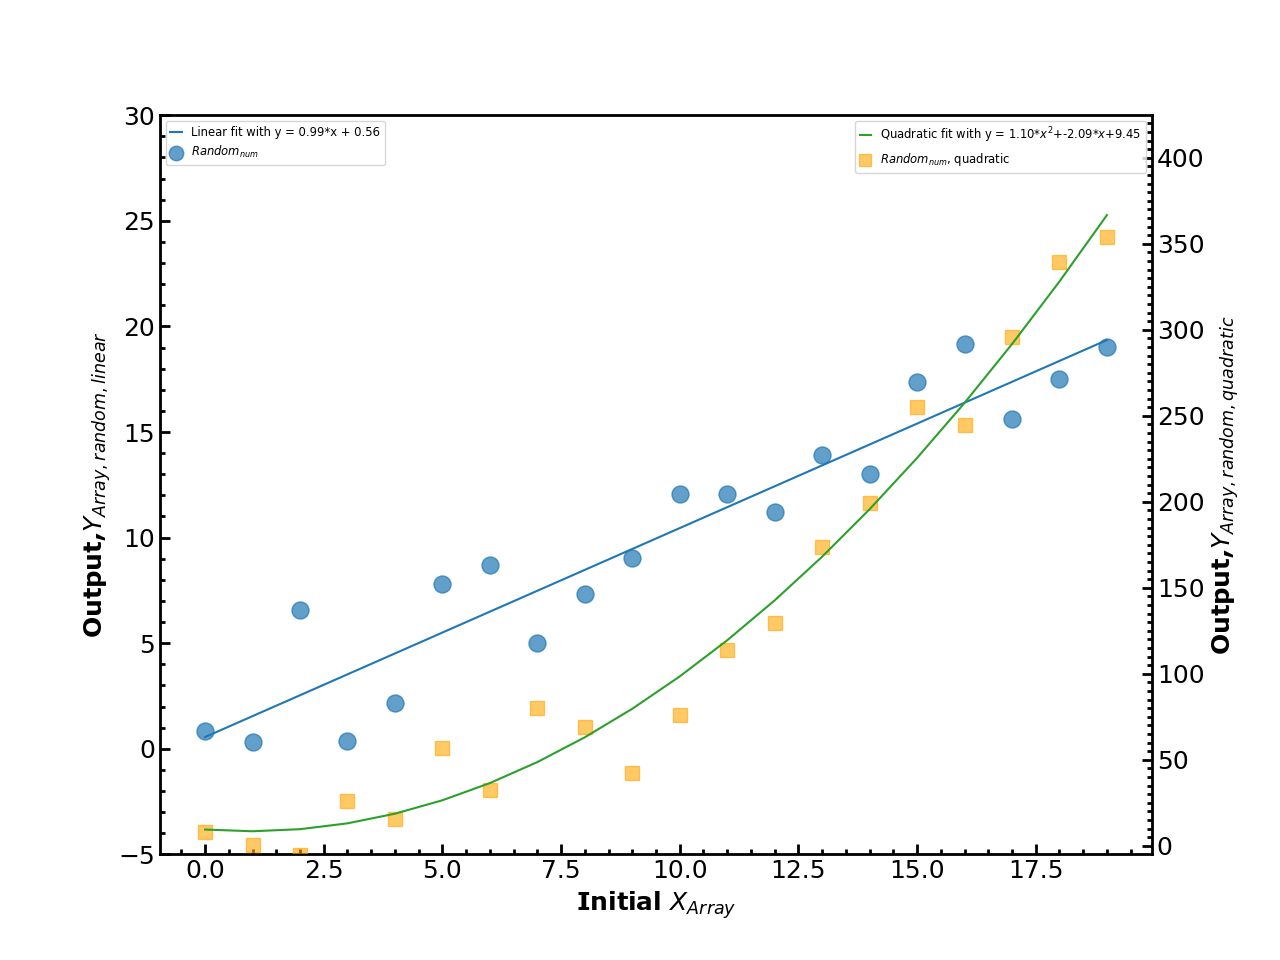 Linear fit with y = 0.99*x + 0.56
Random_num
Quadratic fit with y = 1.10*x²+-2.09*x+9.45
Random_num, quadratic
30
25
20
15
10
5
0
−5
400
350
300
250
200
150
100
50
0
0.0 2.5 5.0 7.5 10.0 12.5 15.0 17.5
Output,Y_Array, random, linear
Output,Y_Array, random, quadratic
Initial X_Array